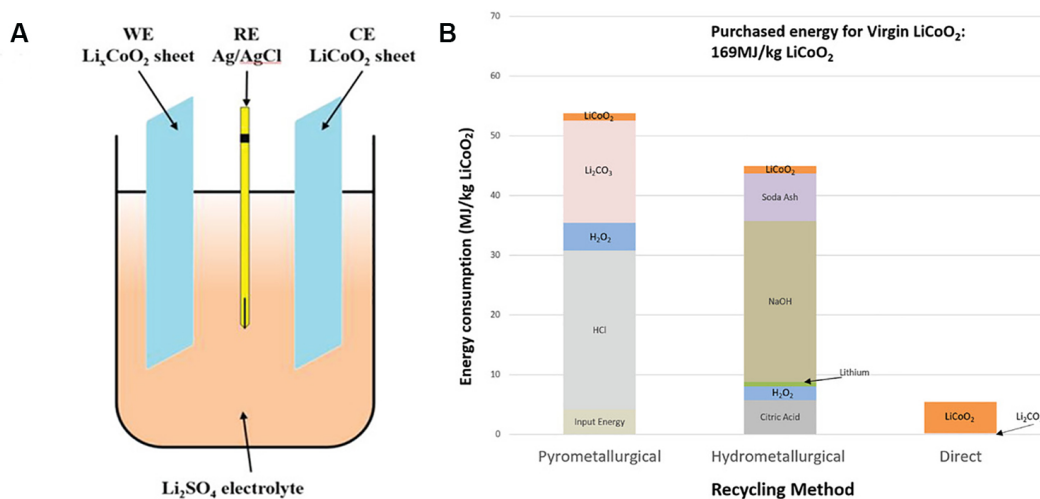 A
WE
LixCoO2 sheet
RE
Ag/AgCl
CE
LiCoO2 sheet
Li2SO4 electrolyte
B
Purchased energy for Virgin LiCoO2:
169MJ/kg LiCoO2
Energy consumption (MJ/kg LiCoO2)
70
60
50
40
30
20
10
0
LiCoO2
Li2CO3
H2O2
HCl
Input Energy
LiCoO2
Soda Ash
NaOH
Lithium
H2O2
Citric Acid
LiCoO2
Li2CO
Pyrometallurgical
Hydrometallurgical
Direct
Recycling Method